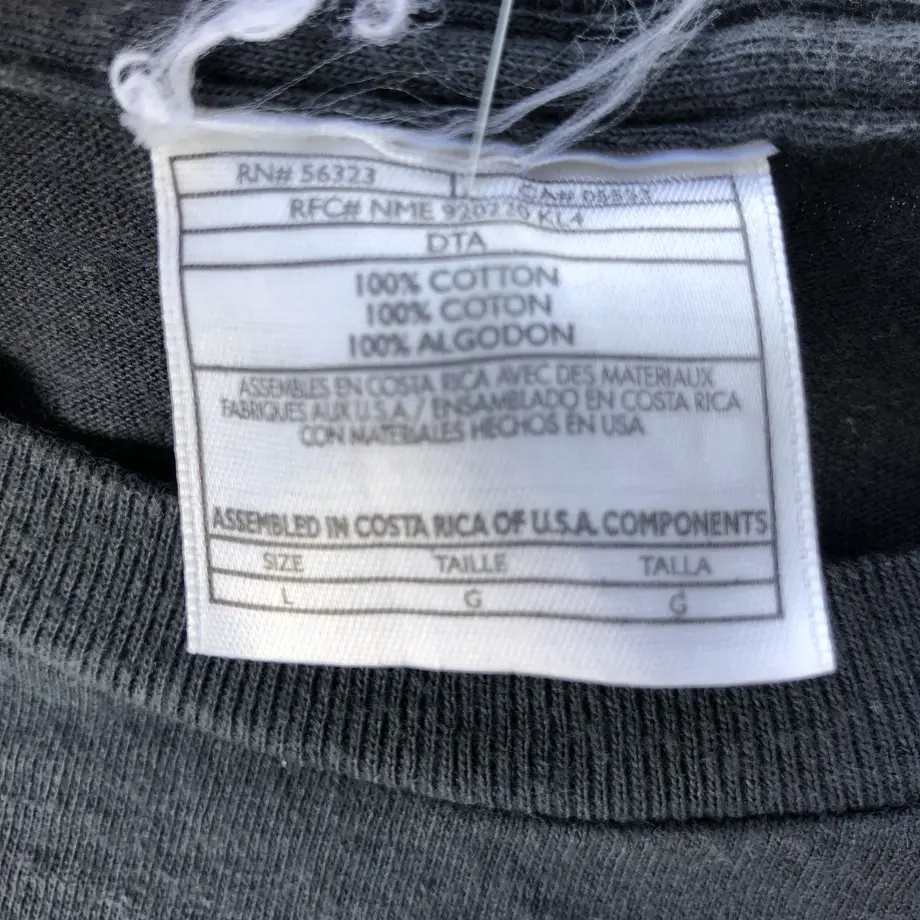 RN# 56323
CA# 05553
RFC# NME KL4
DTA
100% COTTON
100% COTON
100% ALGODON
ASSEMBLES EN COSTA RICA AVEC DES MATERIAUX
FABRIQUES AUX U.S.A./ ENSAMBLADO EN COSTA RICA
CON MATERIALES HECHOS EN USA
ASSEMBLED IN COSTA RICA OF U.S.A. COMPONENTS
SIZE TAILLE TALLA
L G G